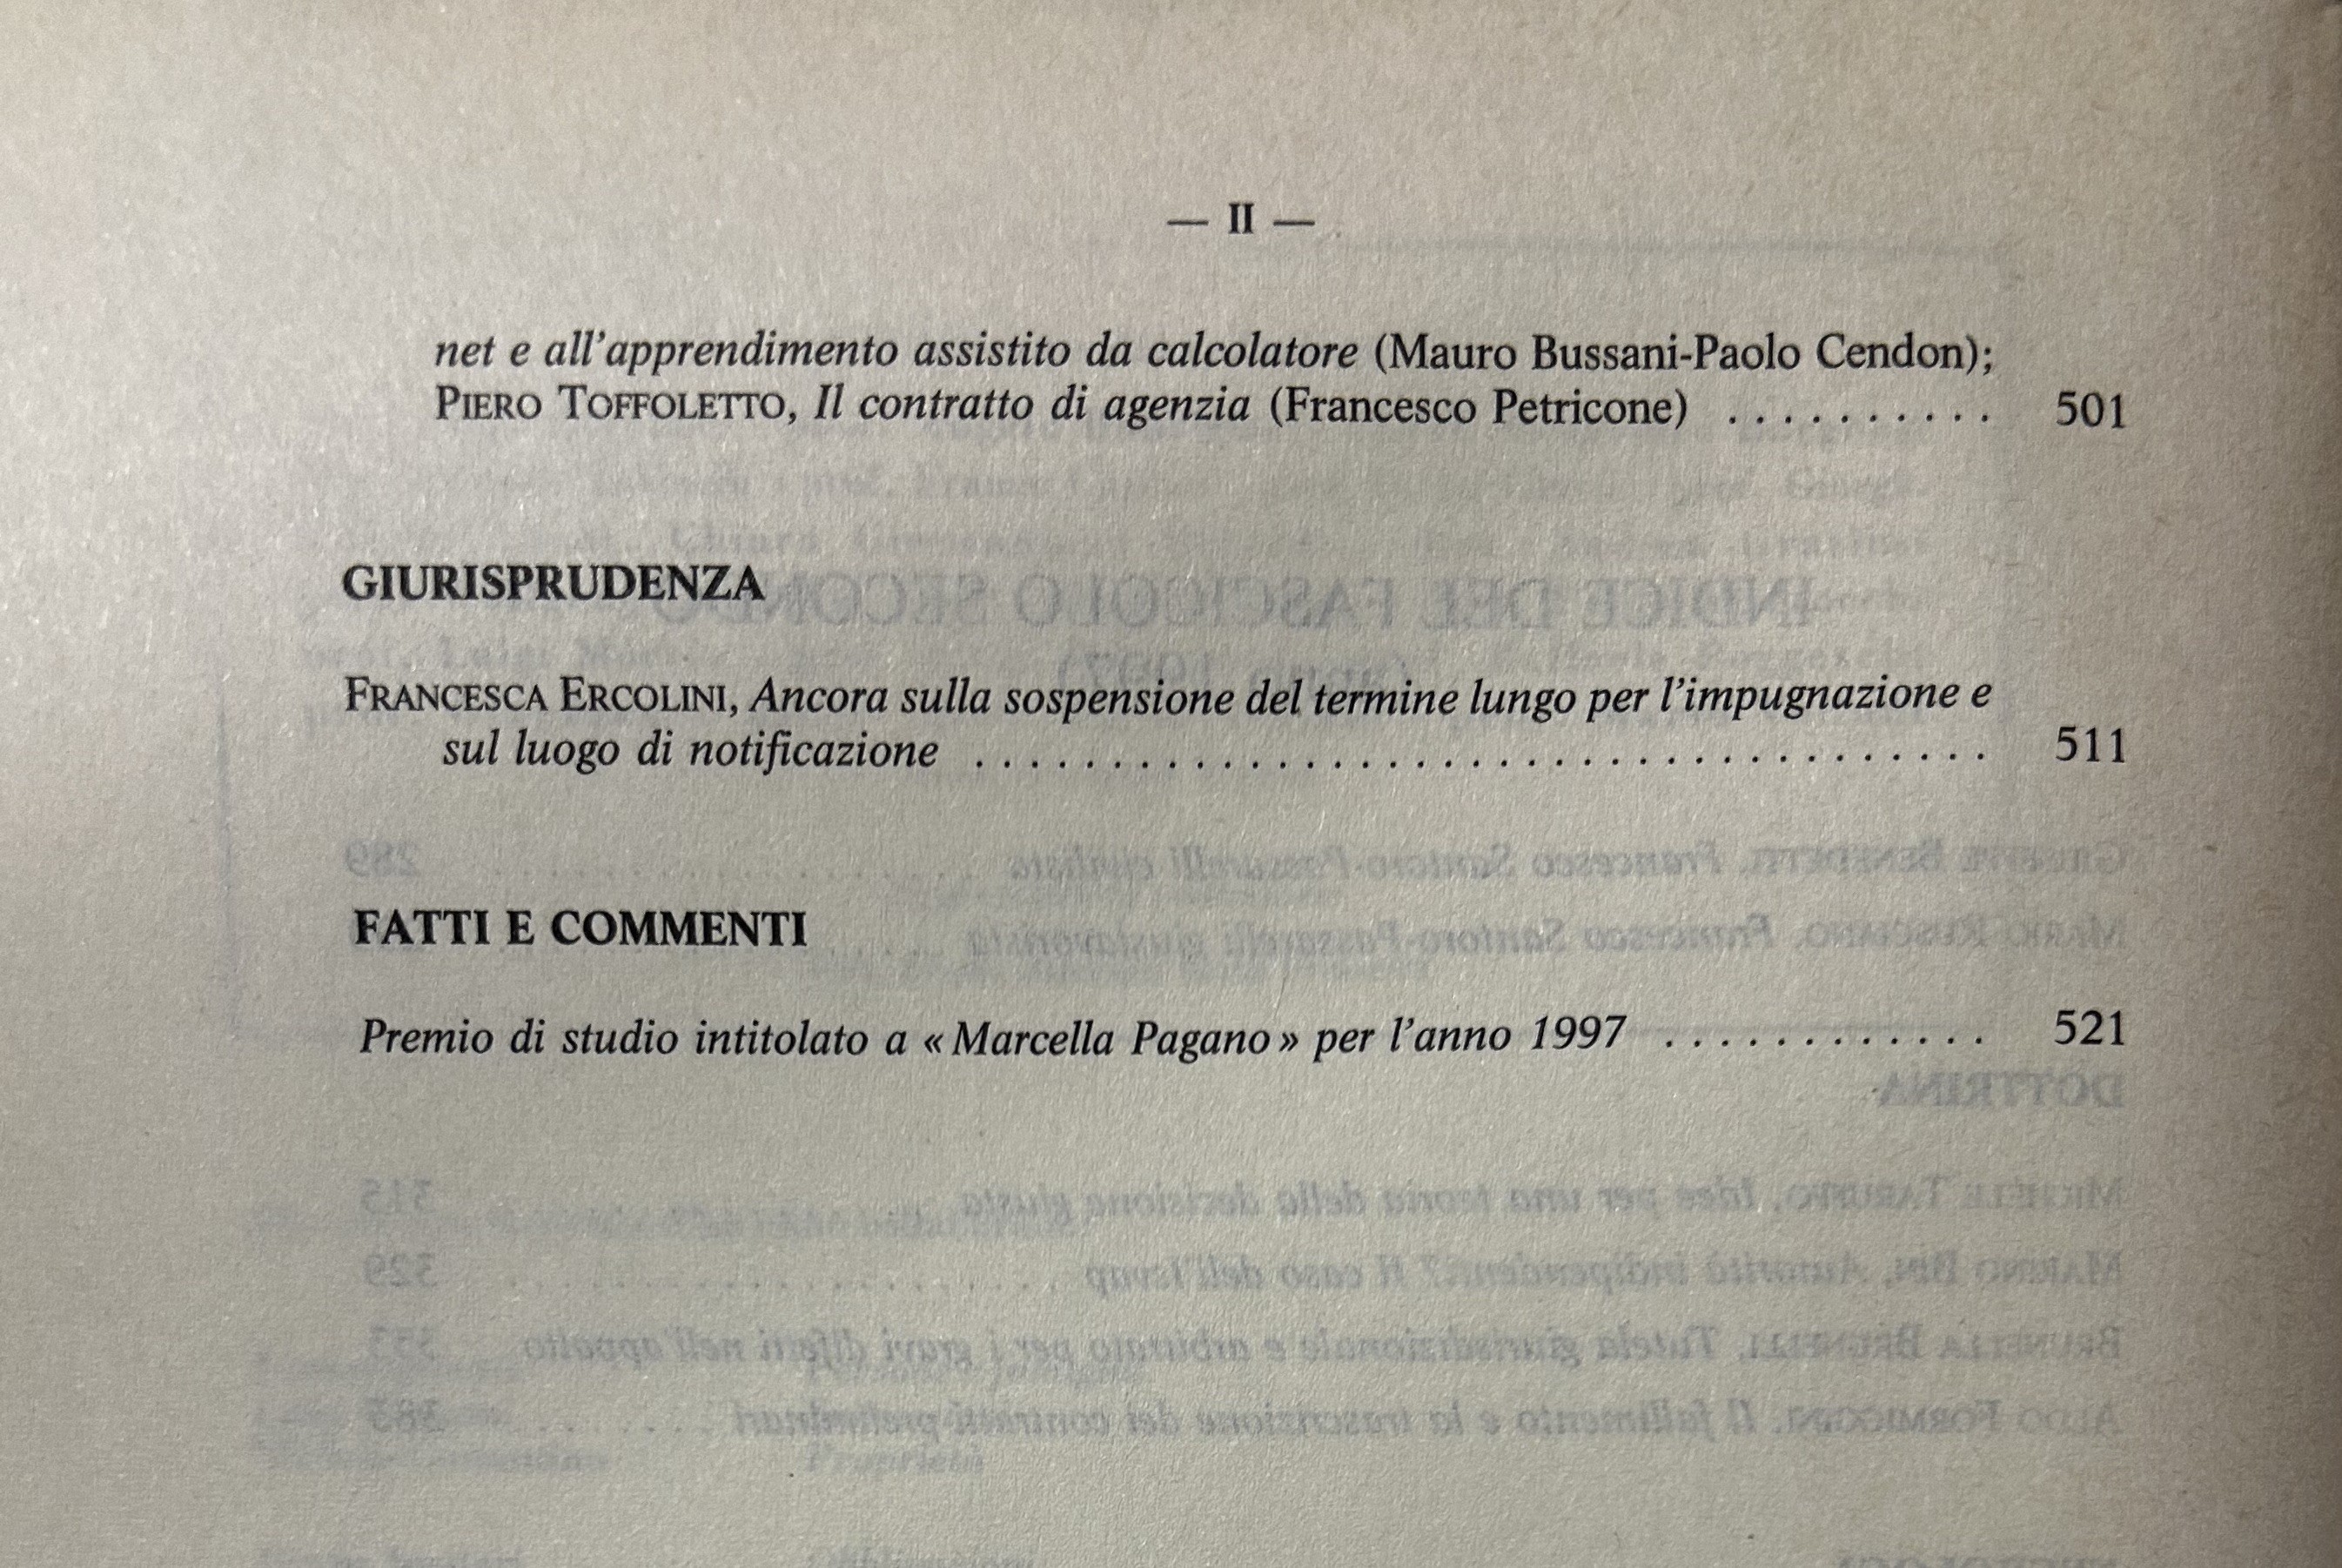 — II —
net e all'apprendimento assistito da calcolatore (Mauro Bussani-Paolo Cendon);
PIERO TOFFOLETTO, Il contratto di agenzia (Francesco Petricone) .......... 501
GIURISPRUDENZA
FRANCESCA ERCOLINI, Ancora sulla sospensione del termine lungo per l'impugnazione e
sul luogo di notificazione ..................................... 511
FATTI E COMMENTI
Premio di studio intitolato a «Marcella Pagano» per l'anno 1997 ............ 521